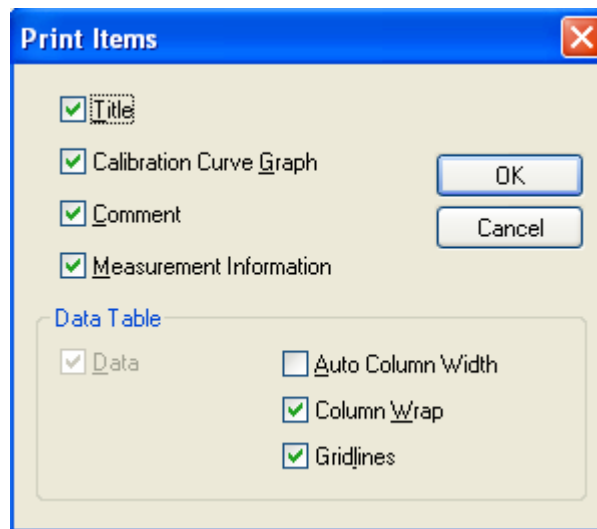 Print Items
Title
Calibration Curve Graph
OK
Comment
Cancel
Measurement Information
Data Table
Data
Auto Column Width
Column Wrap
Gridlines